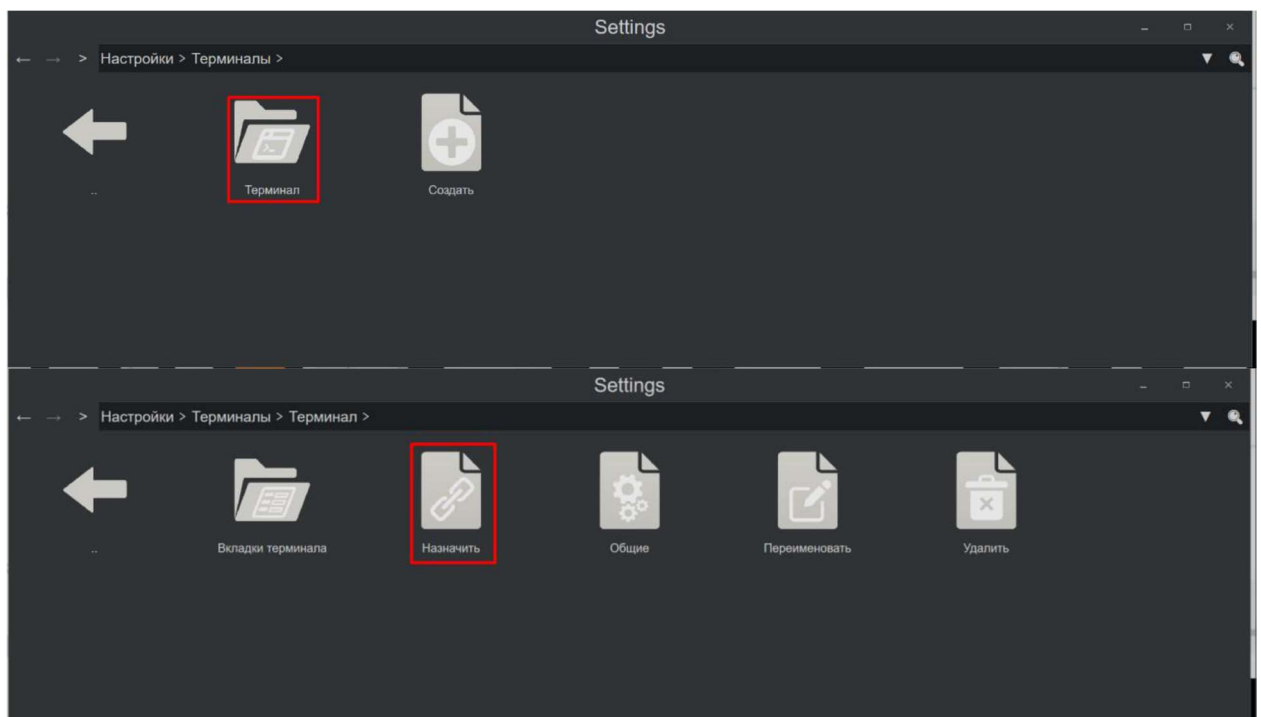 Settings
← → > Настройки > Терминалы >
.. Терминал Создать
Settings
← → > Настройки > Терминалы > Терминал >
.. Вкладки терминала Назначить Общие Переименовать Удалить